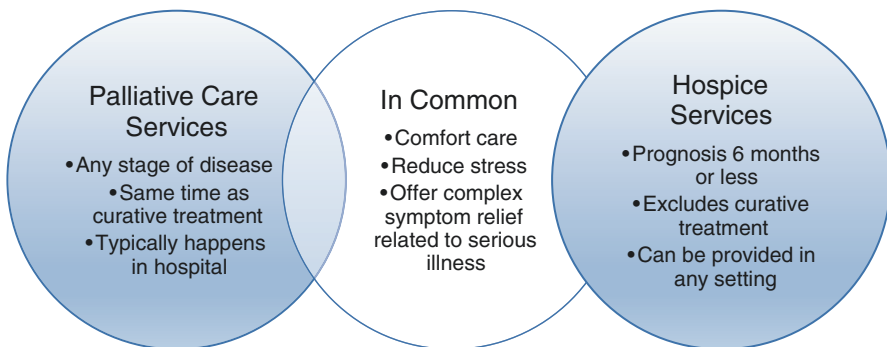 Palliative Care
Services
•Any stage of disease
•Same time as
curative treatment
•Typically happens
in hospital
In Common
•Comfort care
•Reduce stress
•Offer complex
symptom relief
related to serious
illness
Hospice
Services
•Prognosis 6 months
or less
•Excludes curative
treatment
•Can be provided in
any setting